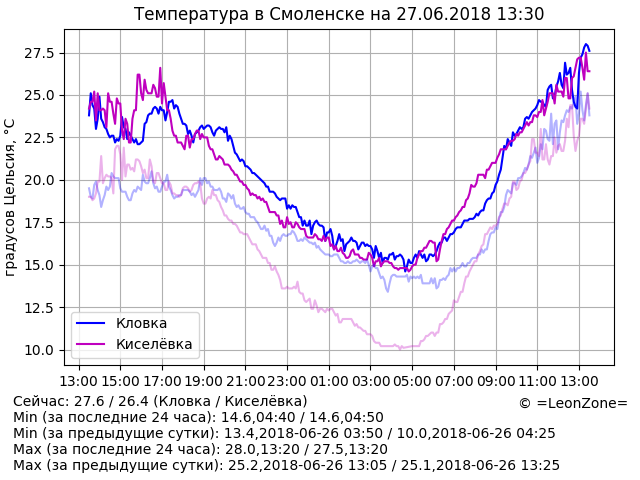 Температура в Смоленске на 27.06.2018 13:30
градусов Цельсия, °C
27.5
25.0
22.5
20.0
17.5
15.0
12.5
10.0
Кловка
Киселёвка
13:00 15:00 17:00 19:00 21:00 23:00 01:00 03:00 05:00 07:00 09:00 11:00 13:00
Сейчас: 27.6 / 26.4 (Кловка / Киселёвка)
© =LeonZone=
Min (за последние 24 часа): 14.6,04:40 / 14.6,04:50
Min (за предыдущие сутки): 13.4,2018-06-26 03:50 / 10.0,2018-06-26 04:25
Max (за последние 24 часа): 28.0,13:20 / 27.5,13:20
Max (за предыдущие сутки): 25.2,2018-06-26 13:05 / 25.1,2018-06-26 13:25